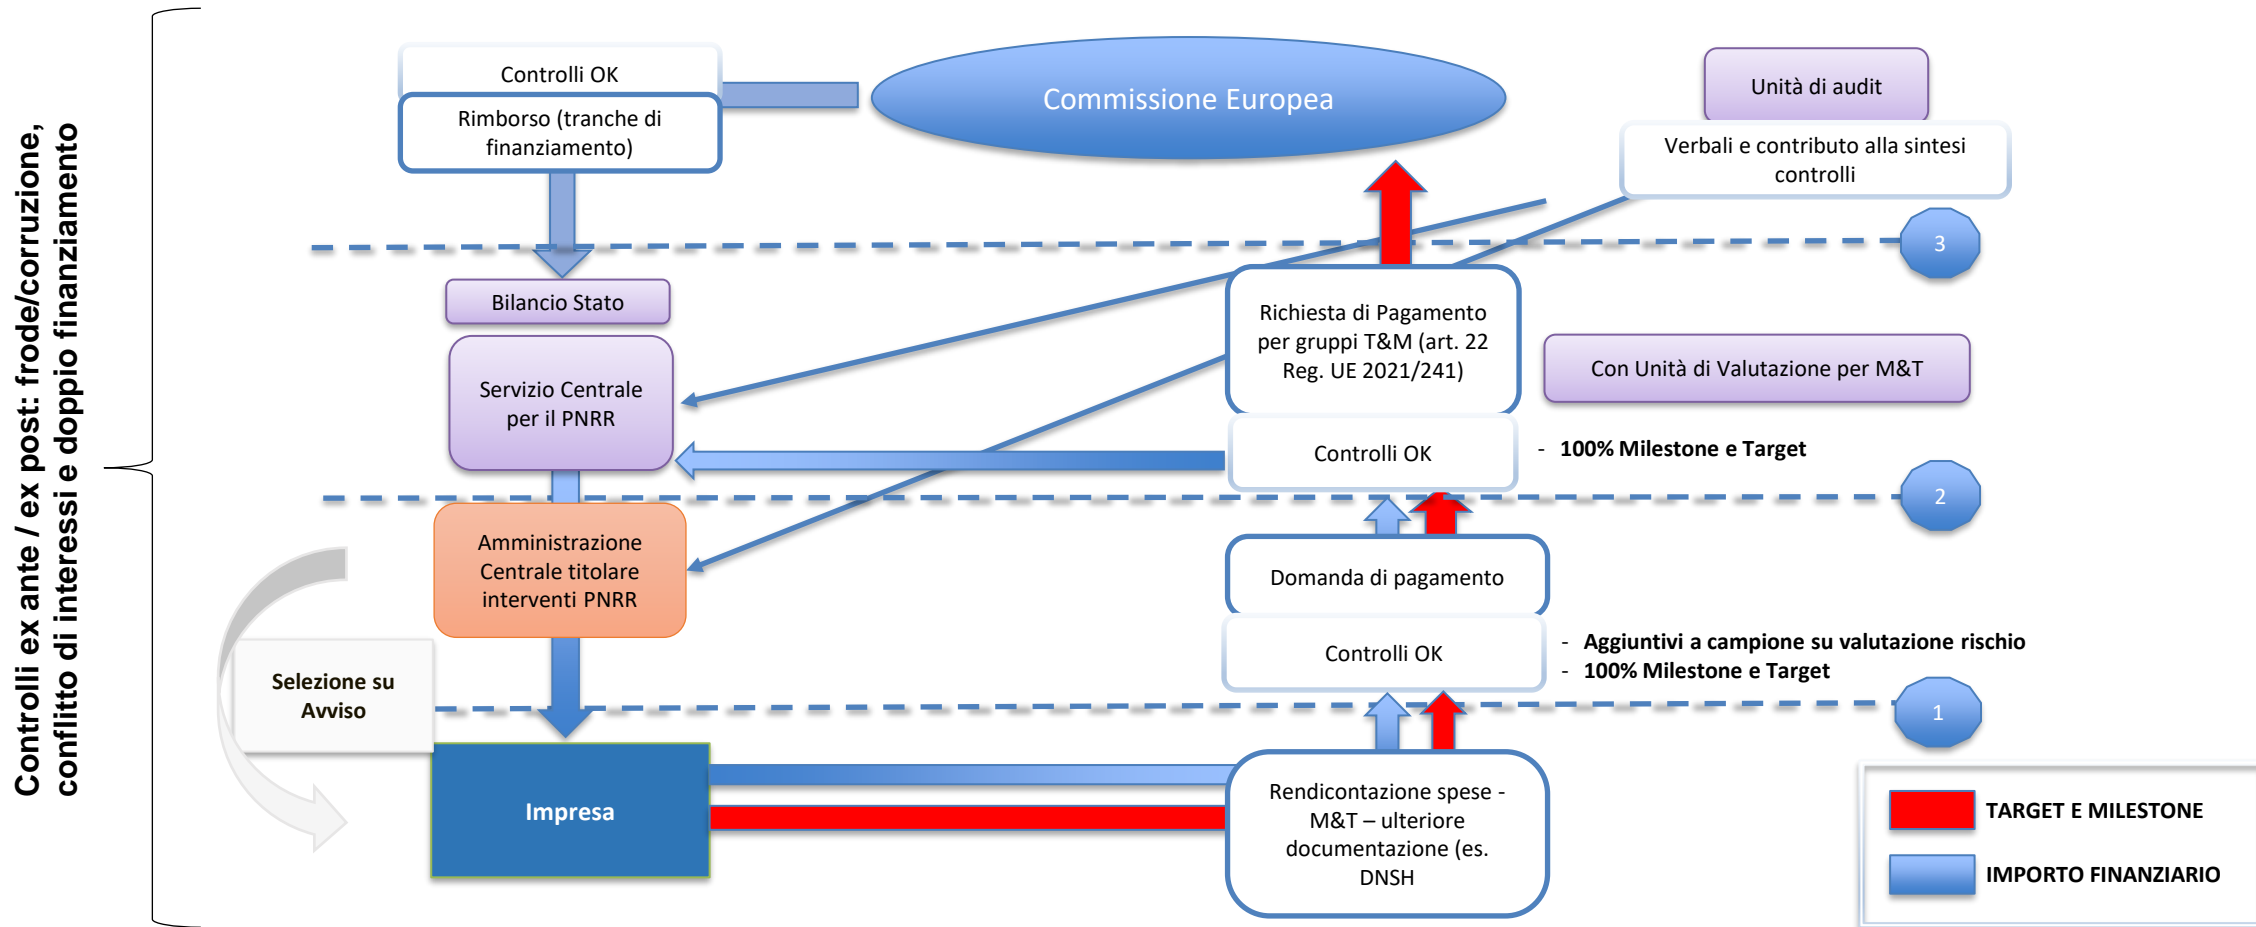 Controlli ex ante / ex post: frode/corruzione,
conflitto di interessi e doppio finanziamento
Controlli OK
Rimborso (tranche di
finanziamento)
Commissione Europea
Unità di audit
Verbali e contributo alla sintesi
controlli
3
Bilancio Stato
Servizio Centrale
per il PNRR
Richiesta di Pagamento
per gruppi T&M (art. 22
Reg. UE 2021/241)
Con Unità di Valutazione per M&T
Controlli OK
- 100% Milestone e Target
2
Amministrazione
Centrale titolare
interventi PNRR
Domanda di pagamento
Controlli OK
- Aggiuntivi a campione su valutazione rischio
- 100% Milestone e Target
Selezione su
Avviso
1
Impresa
Rendicontazione spese -
M&T – ulteriore
documentazione (es.
DNSH
TARGET E MILESTONE
IMPORTO FINANZIARIO